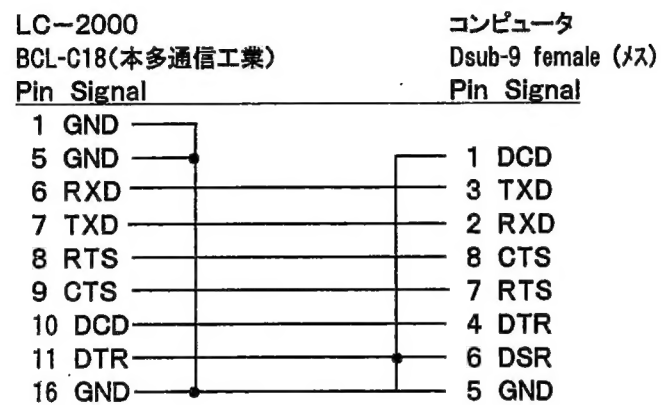 LC-2000 コンピュータ
BCL-C18(本多通信工業) Dsub-9 female (メス)
Pin Signal Pin Signal
1 GND
5 GND 1 DCD
6 RXD 3 TXD
7 TXD 2 RXD
8 RTS 8 CTS
9 CTS 7 RTS
10 DCD 4 DTR
11 DTR 6 DSR
16 GND 5 GND